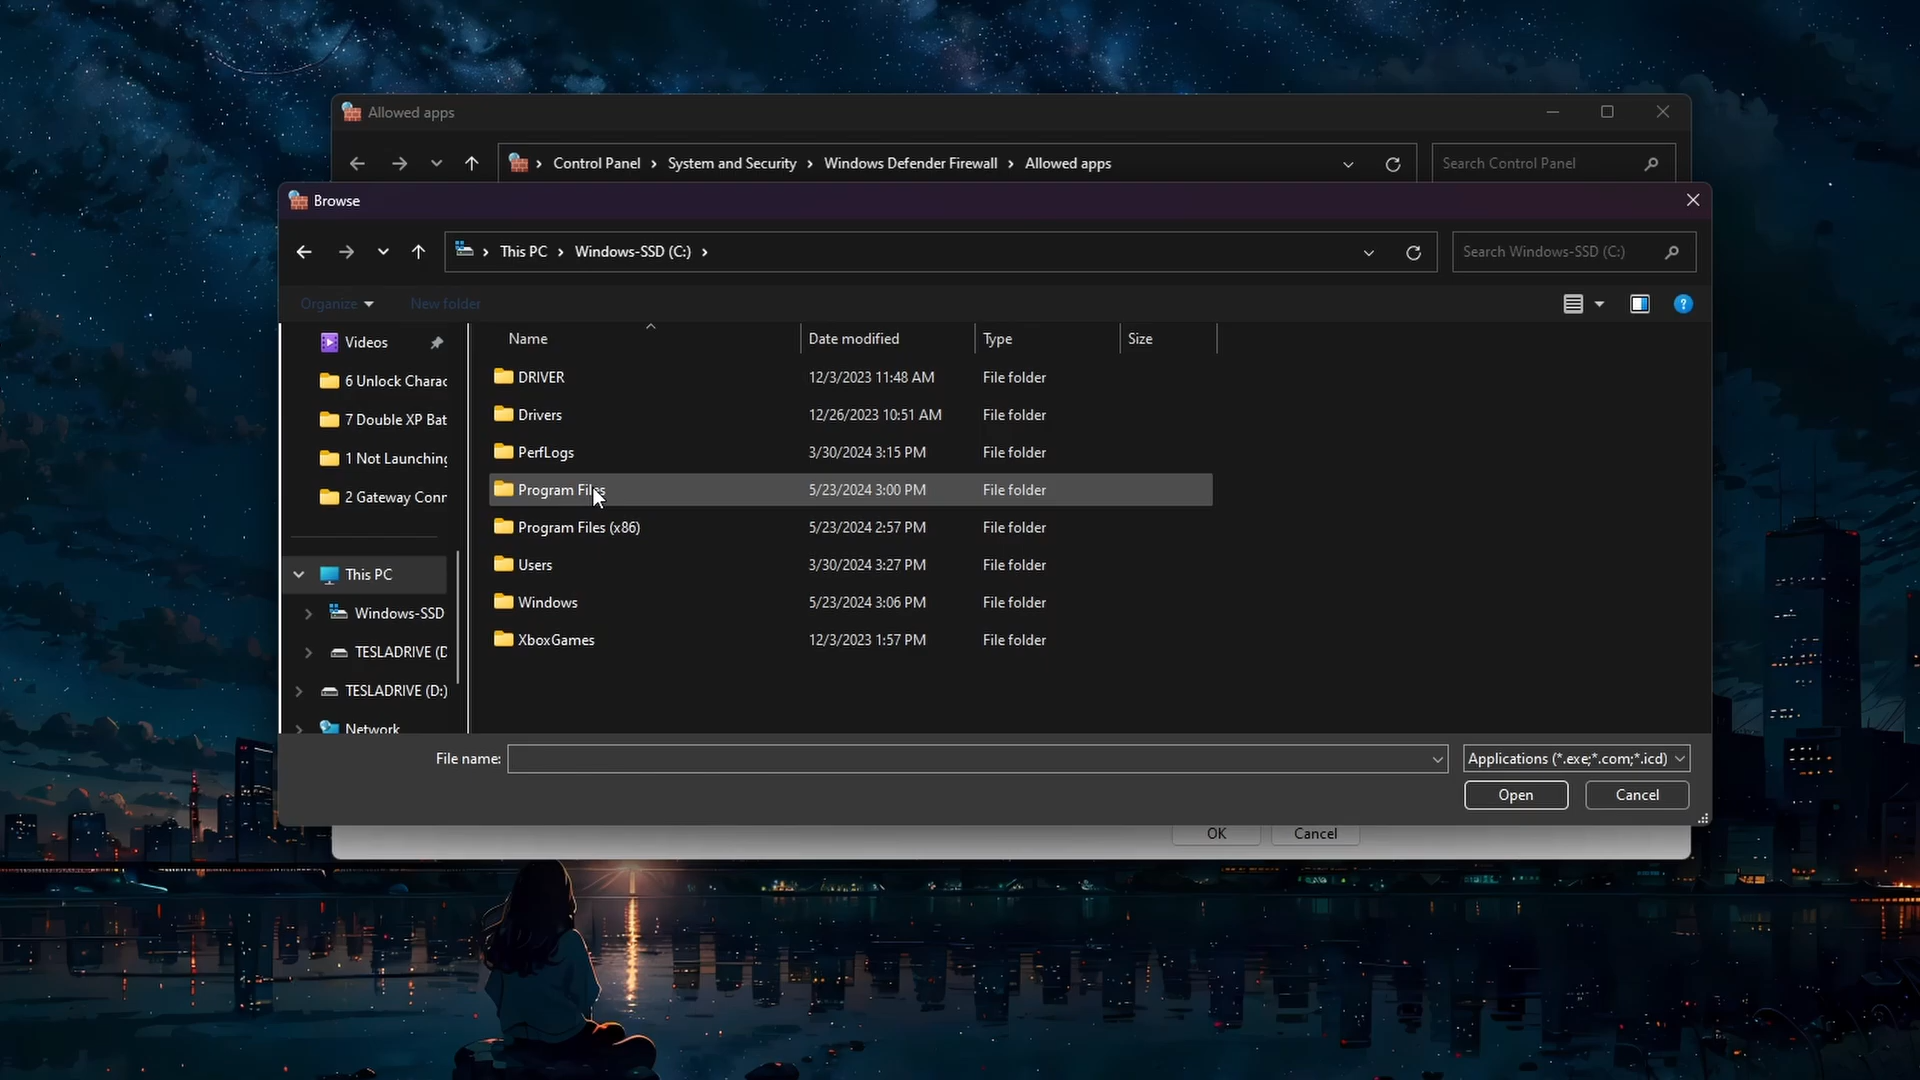 Allowed apps
Control Panel > System and Security > Windows Defender Firewall > Allowed apps
Search Control Panel
Browse
This PC > Windows-SSD (C:) >
Search Windows-SSD (C:)
Organize
New folder
Videos
6 Unlock Charac
7 Double XP Bat
1 Not Launching
2 Gateway Conr
This PC
Windows-SSD
TESLADRIVE (D
TESLADRIVE (D:)
Network
Name Date modified Type Size
DRIVER 12/3/2023 11:48 AM File folder
Drivers 12/26/2023 10:51 AM File folder
PerfLogs 3/30/2024 3:15 PM File folder
Program Files 5/23/2024 3:00 PM File folder
Program Files (x86) 5/23/2024 2:57 PM File folder
Users 3/30/2024 3:27 PM File folder
Windows 5/23/2024 3:06 PM File folder
XboxGames 12/3/2023 1:57 PM File folder
File name:
Applications (*.exe;*.com;*.icd)
Open
Cancel
OK
Cancel